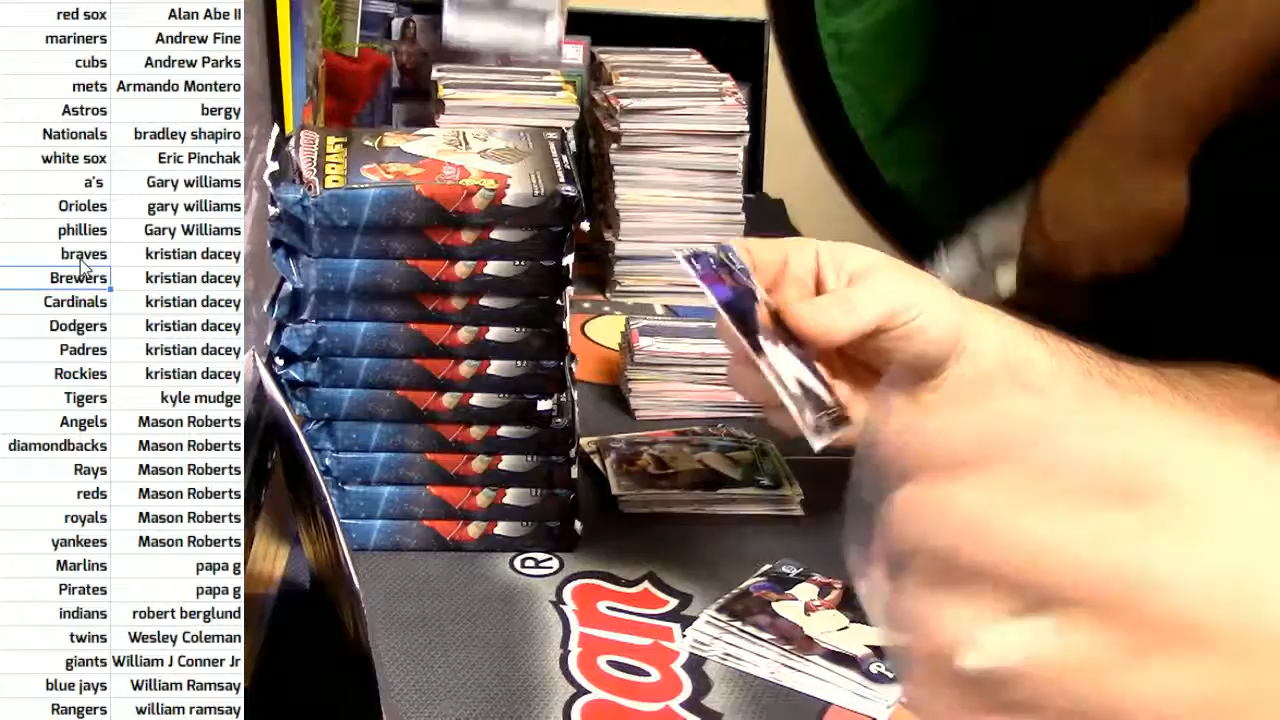 red sox Alan Abe II
mariners Andrew Fine
cubs Andrew Parks
mets Armando Montero
Astros bergy
Nationals bradley shapiro
white sox Eric Pinchak
a's Gary williams
Orioles gary williams
phillies Gary Williams
braves kristian dacey
Brewers kristian dacey
Cardinals kristian dacey
Dodgers kristian dacey
Padres kristian dacey
Rockies kristian dacey
Tigers kyle mudge
Angels Mason Roberts
diamondbacks Mason Roberts
Rays Mason Roberts
reds Mason Roberts
royals Mason Roberts
yankees Mason Roberts
Marlins papa g
Pirates papa g
indians robert berglund
twins Wesley Coleman
giants William J Conner Jr
blue jays William Ramsay
Rangers william ramsay
Bowman
DRAFT
®